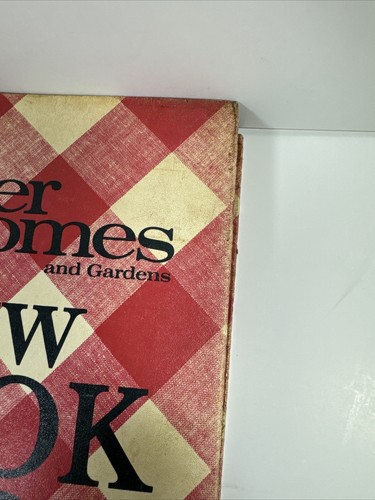 er
omes
and Gardens
W
OK